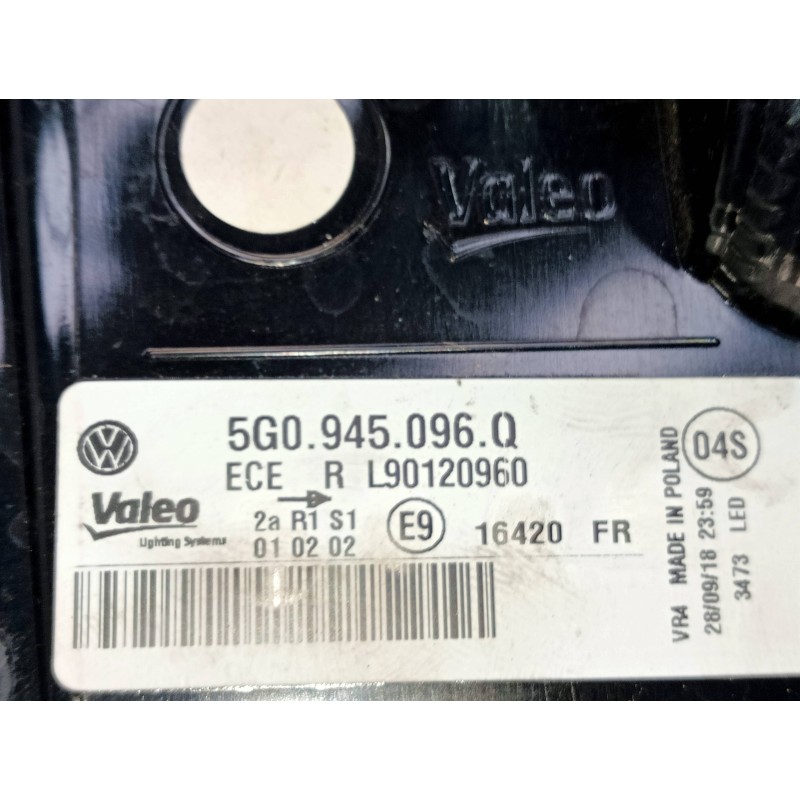 Valeo
5G0.945.096.Q
ECE R L90120960
Valeo
Lighting Systems
2a R1 S1
01 02 02
E9
16420 FR
04S
VR4 MADE IN POLAND
28/09/18 23:59
3473 LED